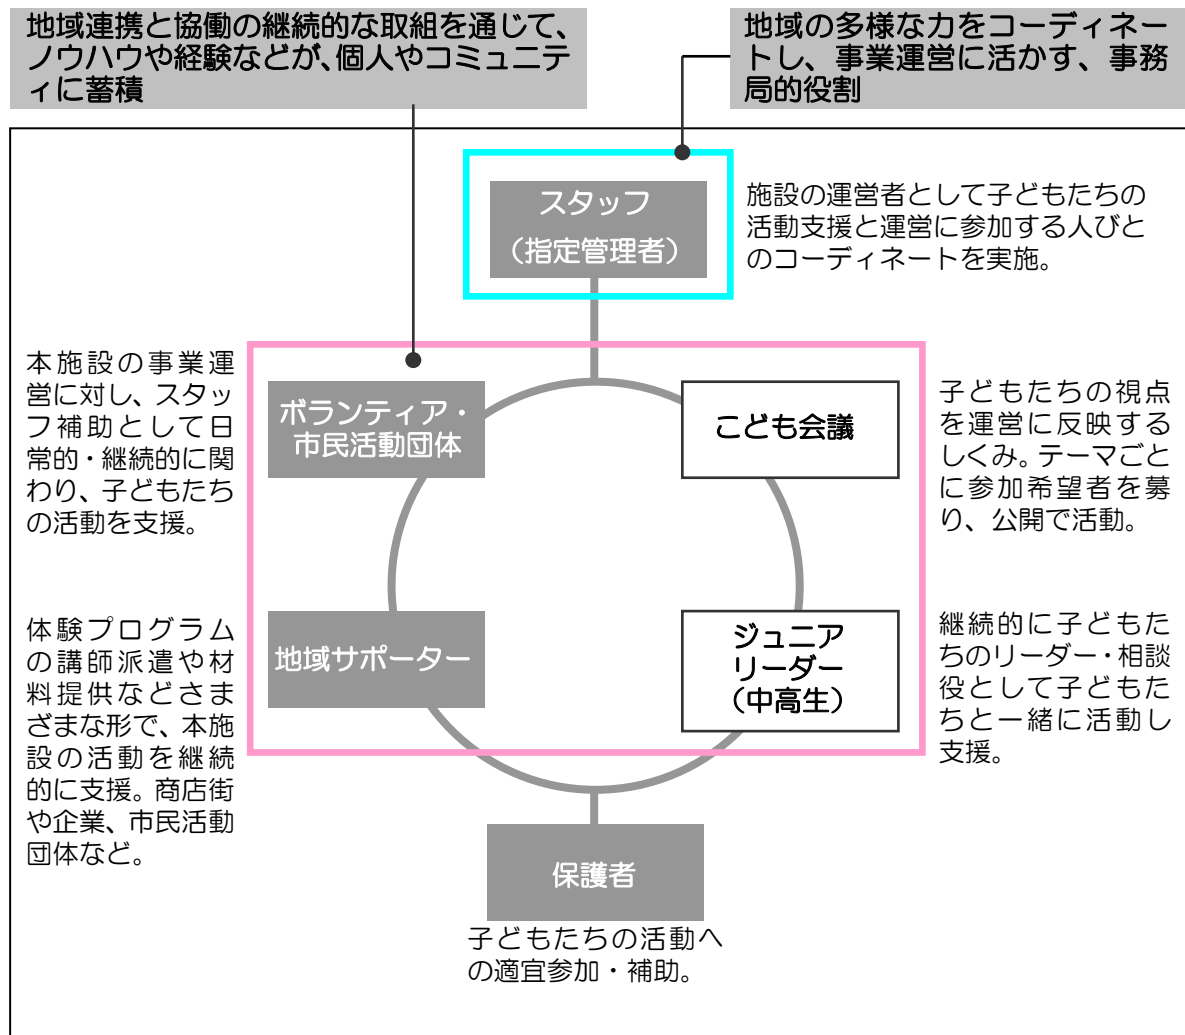 地域連携と協働の継続的な取組を通じて、
ノウハウや経験などが、個人やコミュニテ
ィに蓄積
地域の多様な力をコーディネー
トし、事業運営に活かす、事務
局的役割
スタッフ
（指定管理者）
施設の運営者として子どもたちの
活動支援と運営に参加する人びと
のコーディネートを実施。
本施設の事業運
営に対し、スタッ
フ補助として日
常的・継続的に関
わり、子どもたち
の活動を支援。
ボランティア・
市民活動団体
こども会議
子どもたちの視点
を運営に反映する
しくみ。テーマごと
に参加希望者を募
り、公開で活動。
体験プログラム
の講師派遣や材
料提供などさま
ざまな形で、本施
設の活動を継続
的に支援。商店街
や企業、市民活動
団体など。
地域サポーター
ジュニア
リーダー
（中高生）
継続的に子どもた
ちのリーダー・相談
役として子どもた
ちと一緒に活動し
支援。
保護者
子どもたちの活動へ
の適宜参加・補助。